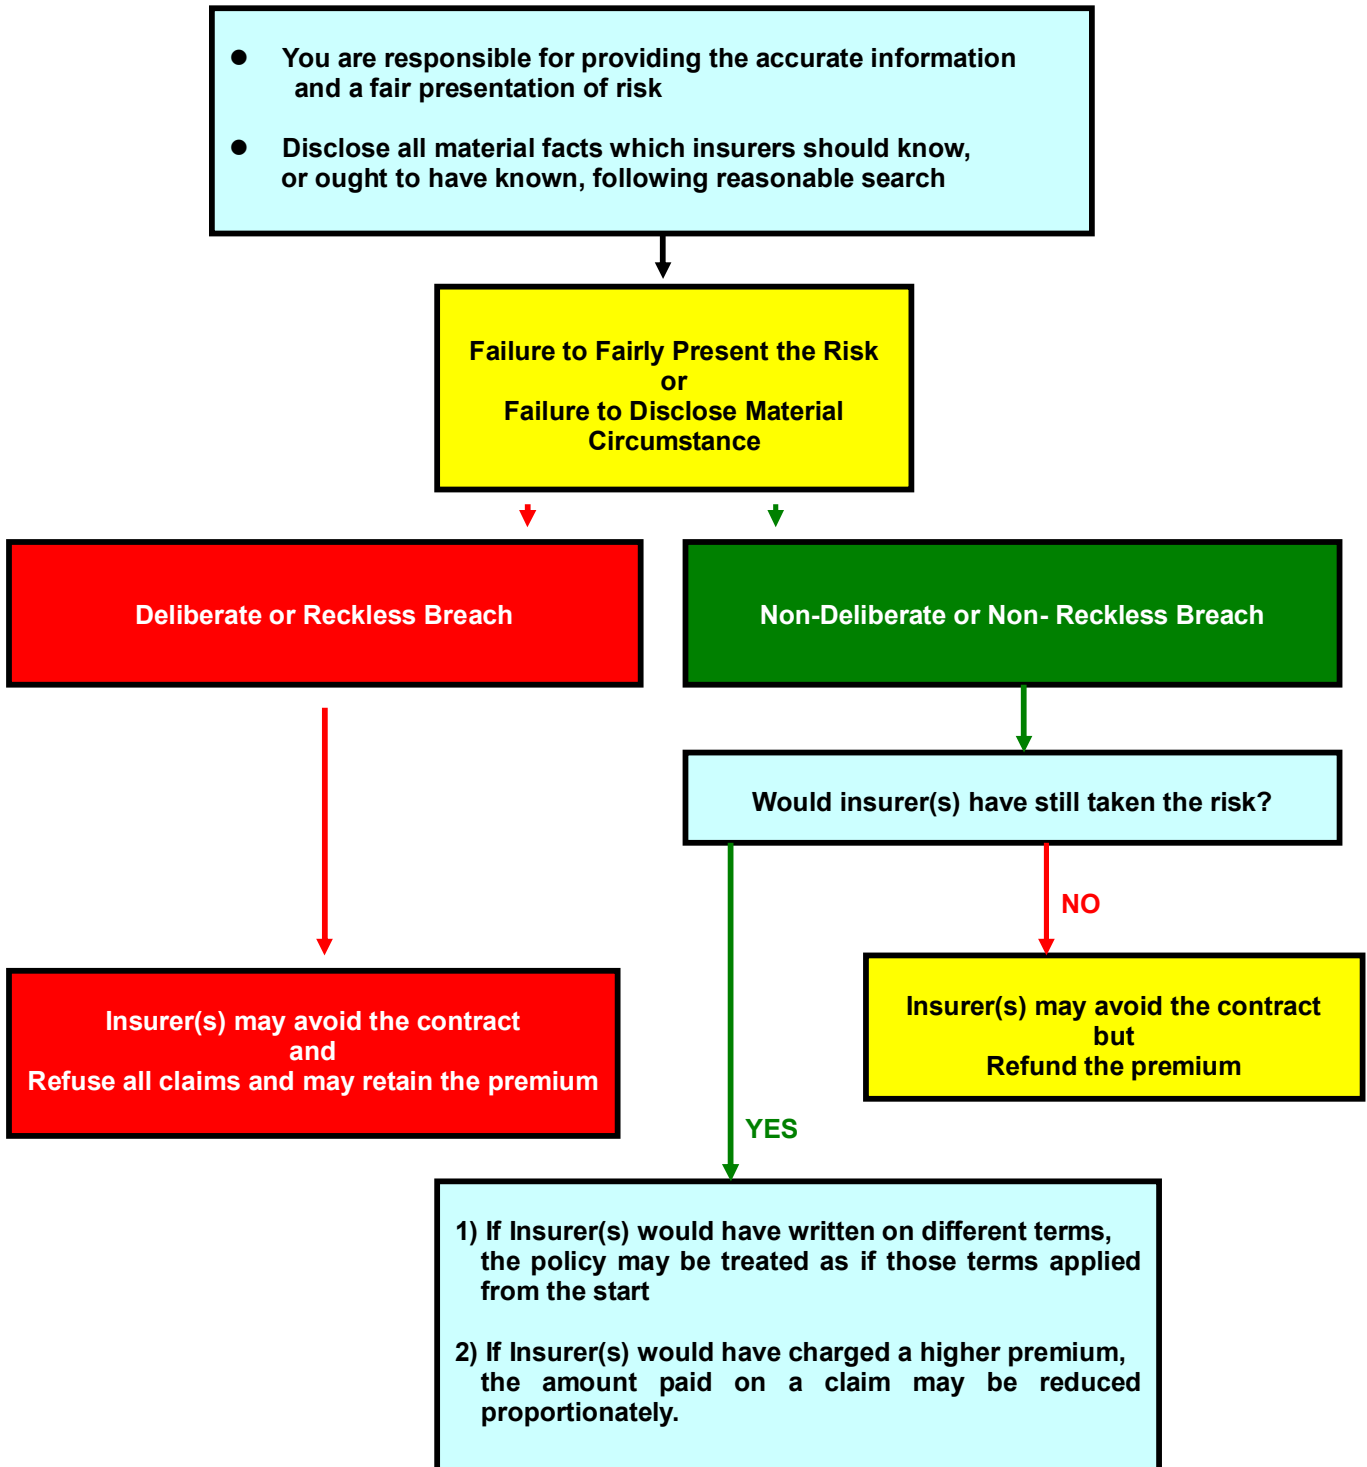 ● You are responsible for providing the accurate information
and a fair presentation of risk
● Disclose all material facts which insurers should know,
or ought to have known, following reasonable search
Failure to Fairly Present the Risk
or
Failure to Disclose Material
Circumstance
Deliberate or Reckless Breach
Non-Deliberate or Non- Reckless Breach
Would insurer(s) have still taken the risk?
NO
Insurer(s) may avoid the contract
and
Refuse all claims and may retain the premium
Insurer(s) may avoid the contract
but
Refund the premium
YES
1) If Insurer(s) would have written on different terms,
the policy may be treated as if those terms applied
from the start
2) If Insurer(s) would have charged a higher premium,
the amount paid on a claim may be reduced
proportionately.